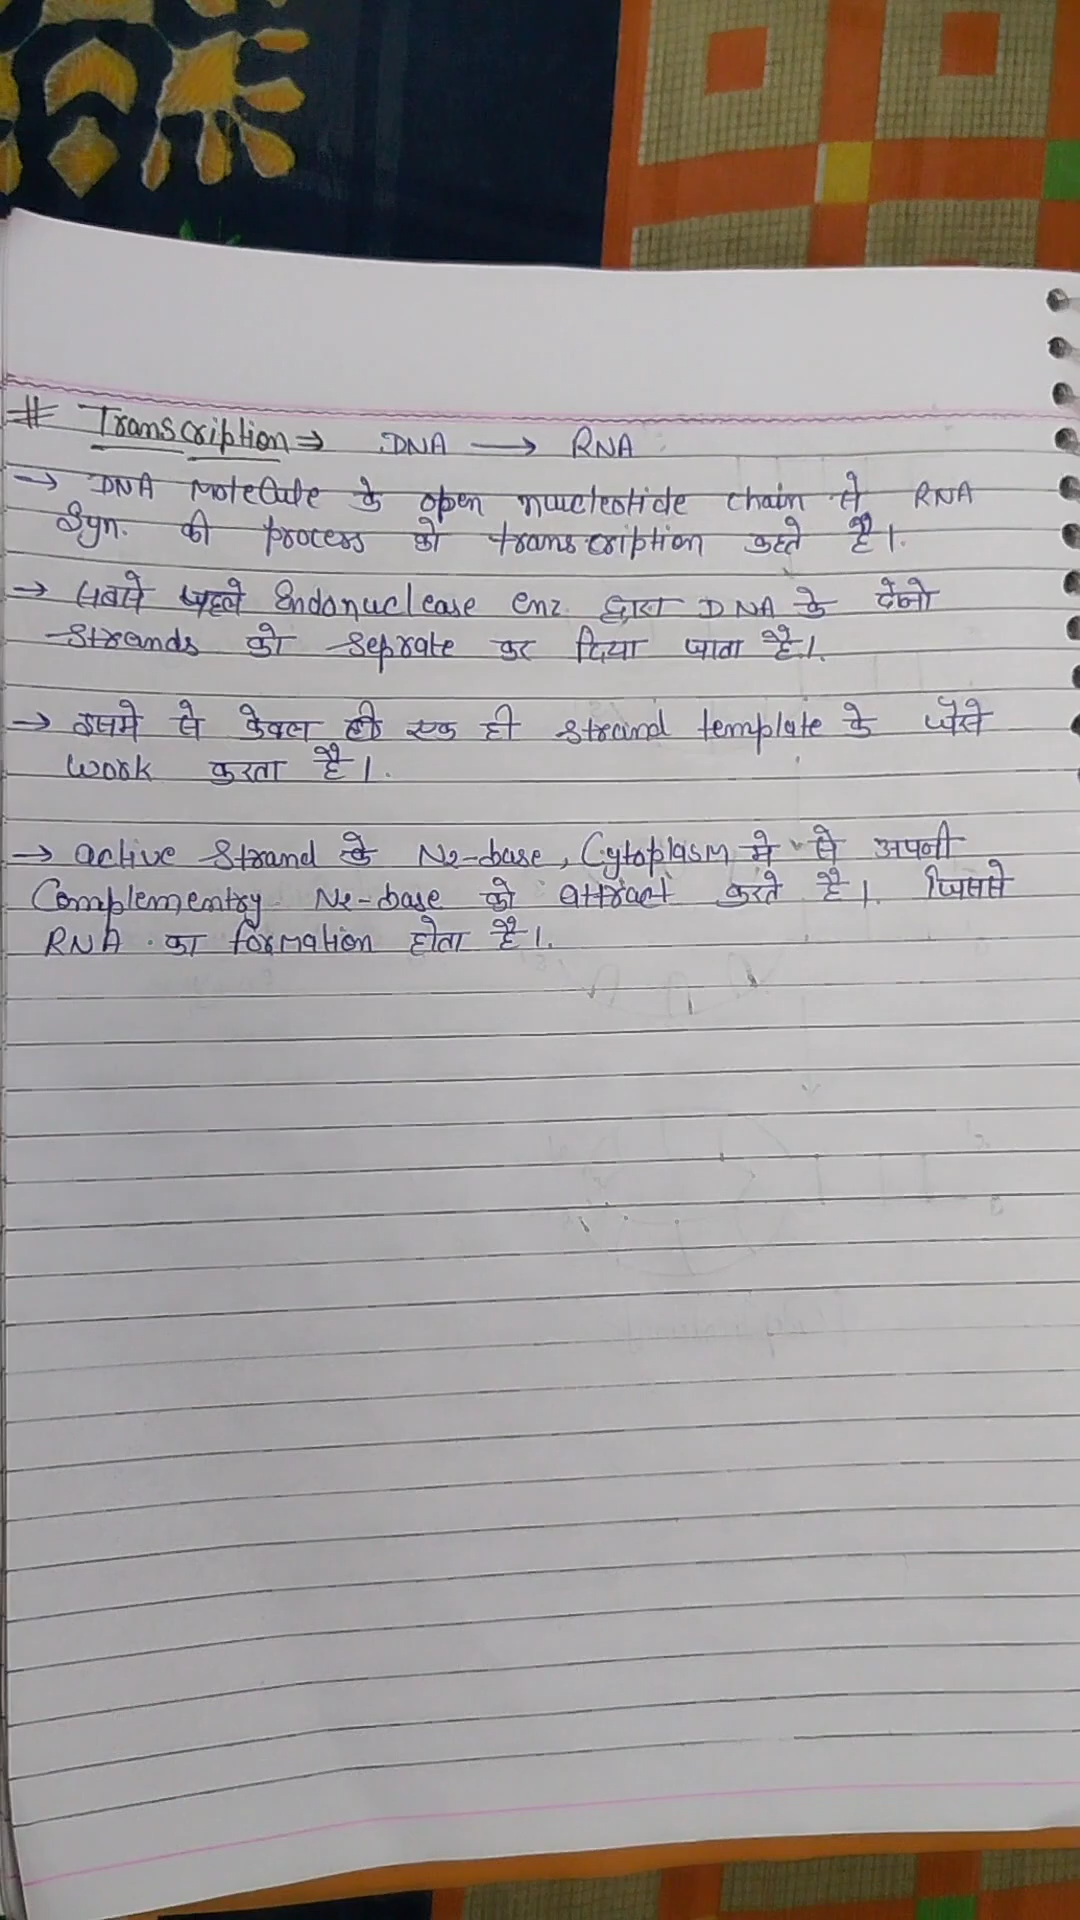 # Transcription ⇒ DNA → RNA
→ DNA Molecule के open nucleotide chain से RNA
Syn. की process को transcription कहते है।
→ सबसे पहले Endonuclease enz. द्वारा DNA के दोनो
Strands को Seprate कर दिया जाता है।
→ इसमे से केवल ही एक ही Strand template के जैसे
work करता है।
→ active Strand के N2-base, Cytoplasm मे से अपनी
Complementry N2-base को attract करते है। जिससे
RNA का formation होता है।